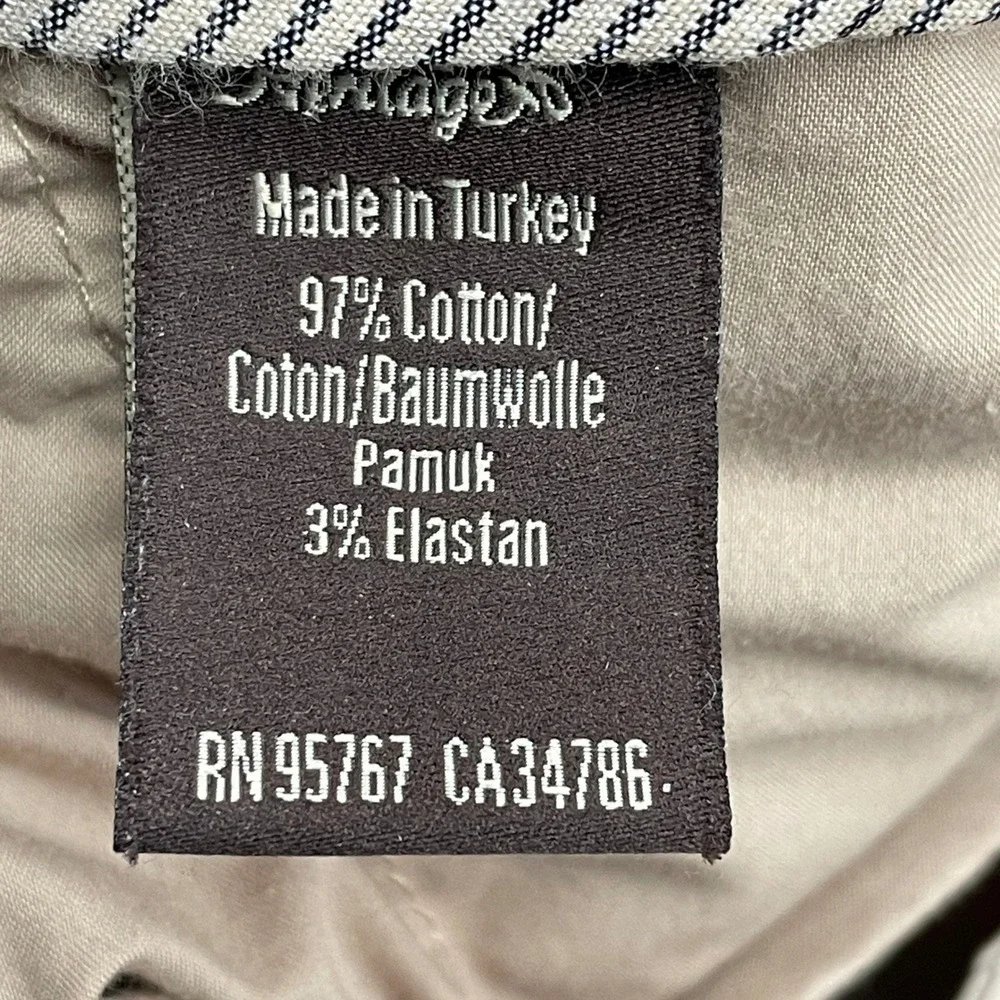 Made in Turkey
97% Cotton/
Coton/Baumwolle
Pamuk
3% Elastan
RN 95767 CA34786